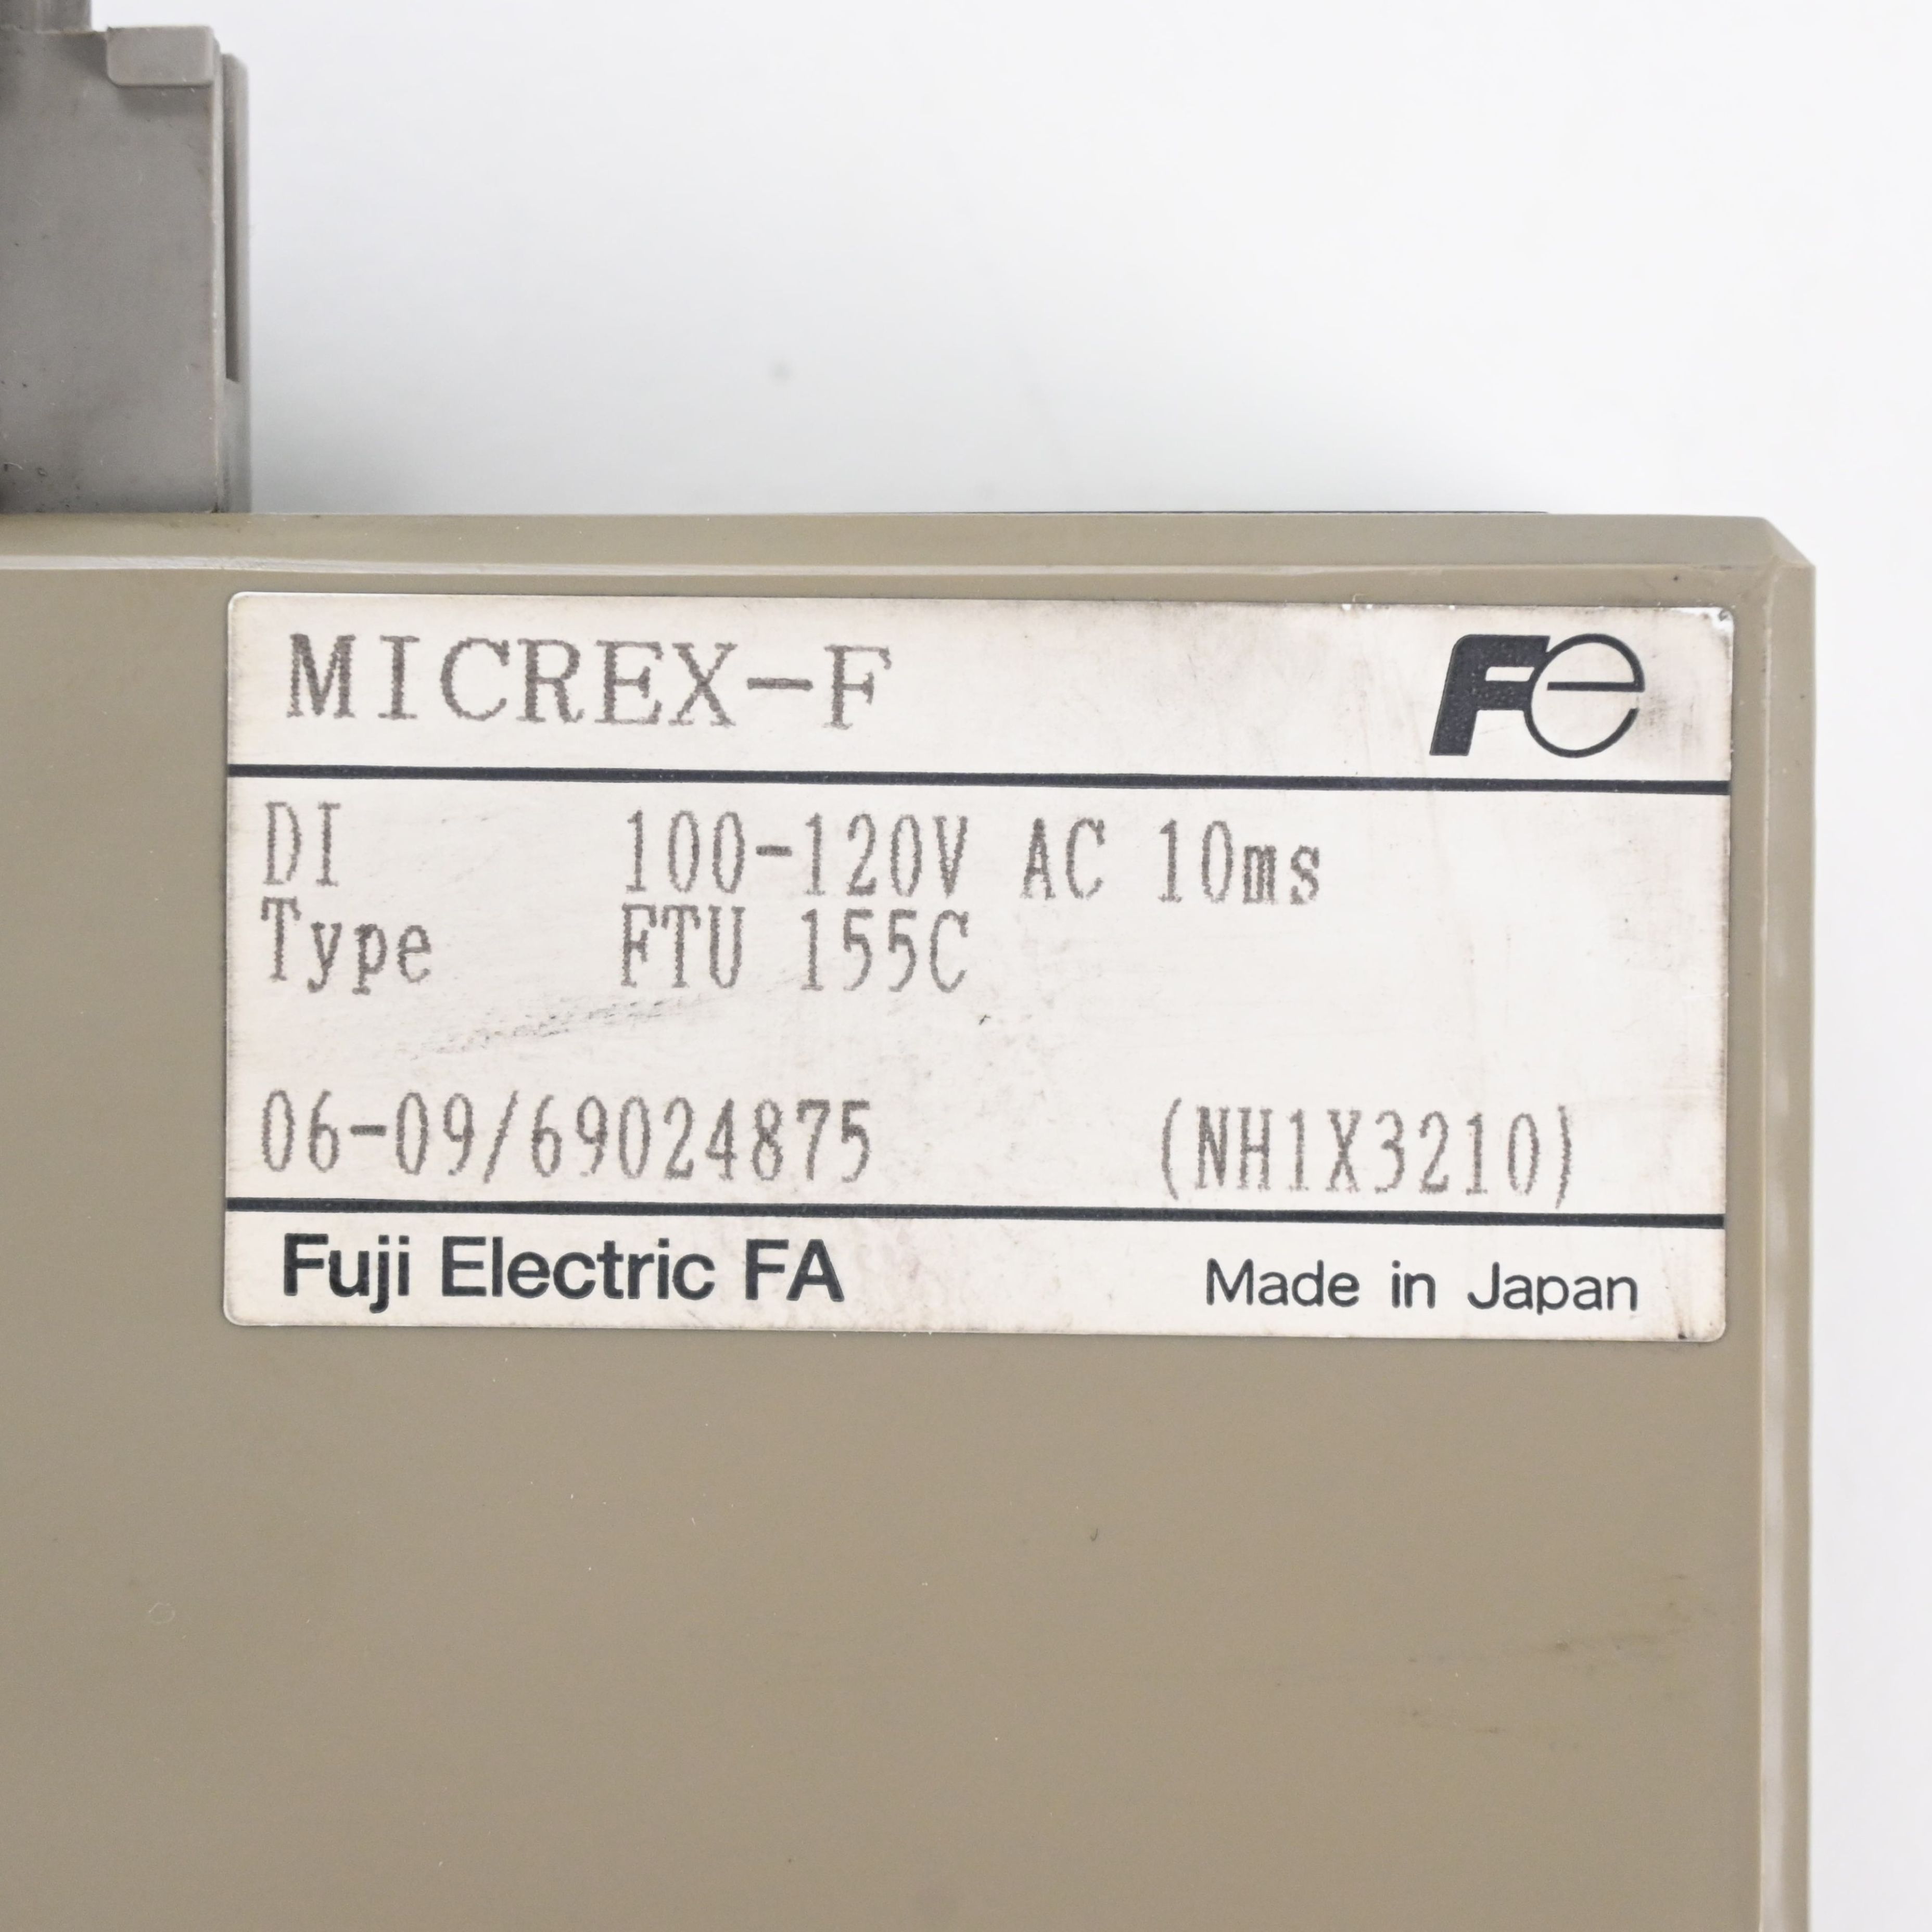 MICREX-F Fe
DI 100-120V AC 10ms
Type FTU 155C
06-09/69024875 (NH1X3210)
Fuji Electric FA Made in Japan